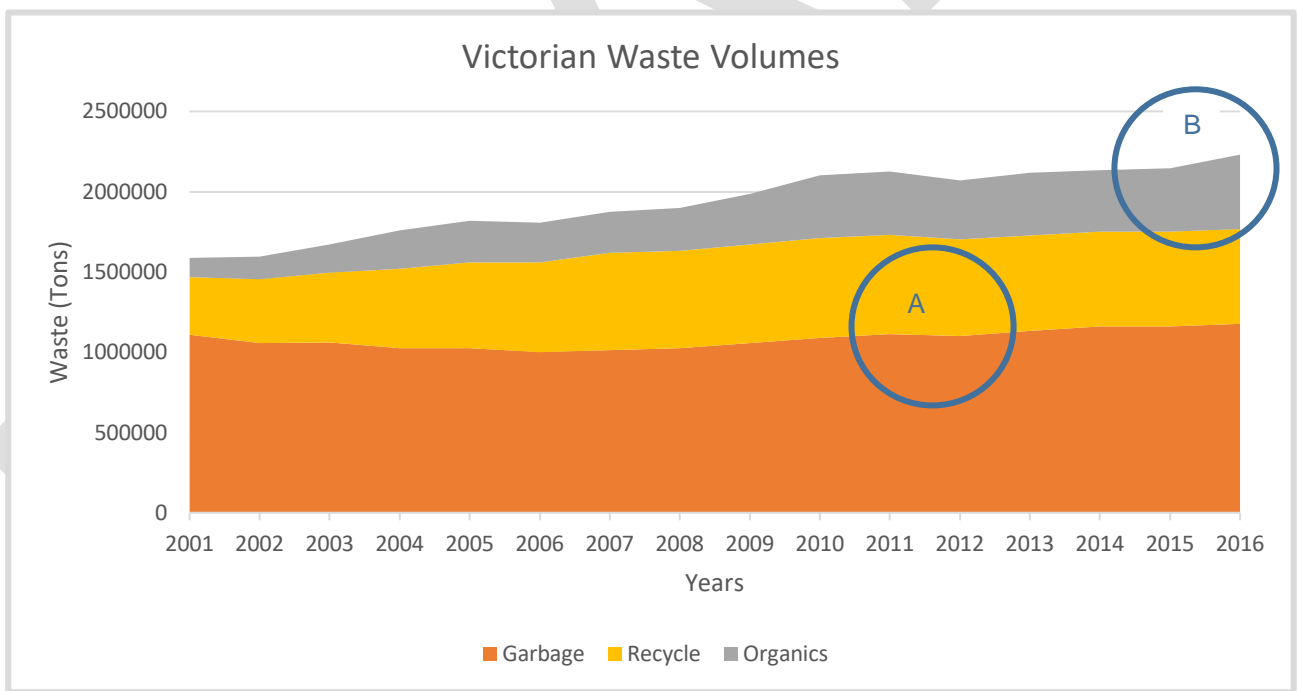 Victorian Waste Volumes
2500000
2000000
1500000
1000000
500000
0
Waste (Tons)
B
A
2001 2002 2003 2004 2005 2006 2007 2008 2009 2010 2011 2012 2013 2014 2015 2016
Years
Garbage Recycle Organics